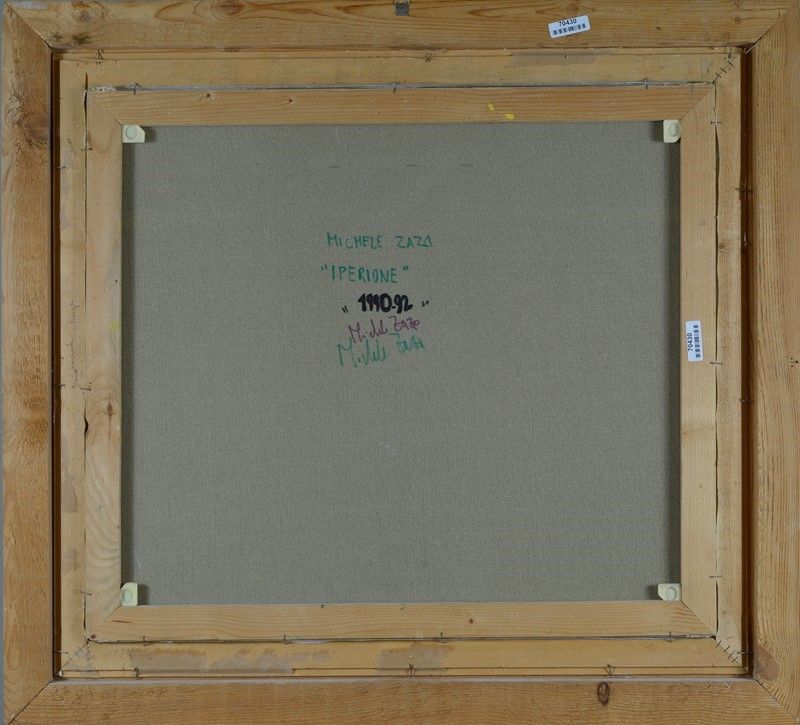 70430
MICHELE ZAZA
"IPERIONE"
"1990.92"
Michele Zaza
Michele Zaza
70430